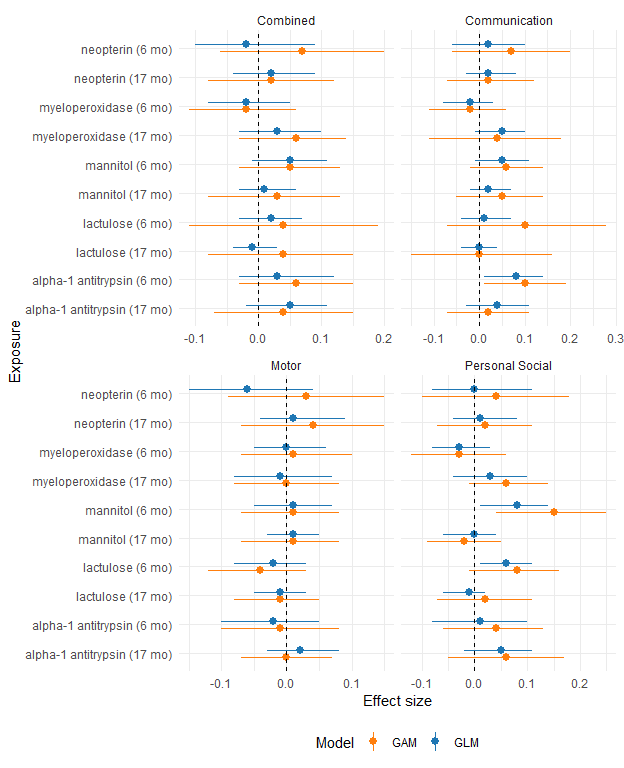 Combined
Communication
neopterin (6 mo)
neopterin (17 mo)
myeloperoxidase (6 mo)
myeloperoxidase (17 mo)
mannitol (6 mo)
mannitol (17 mo)
lactulose (6 mo)
lactulose (17 mo)
alpha-1 antitrypsin (6 mo)
alpha-1 antitrypsin (17 mo)
-0.1 0.0 0.1 0.2
-0.1 0.0 0.1 0.2 0.3
Exposure
Motor
Personal Social
neopterin (6 mo)
neopterin (17 mo)
myeloperoxidase (6 mo)
myeloperoxidase (17 mo)
mannitol (6 mo)
mannitol (17 mo)
lactulose (6 mo)
lactulose (17 mo)
alpha-1 antitrypsin (6 mo)
alpha-1 antitrypsin (17 mo)
-0.1 0.0 0.1
-0.1 0.0 0.1 0.2
Effect size
Model GAM GLM